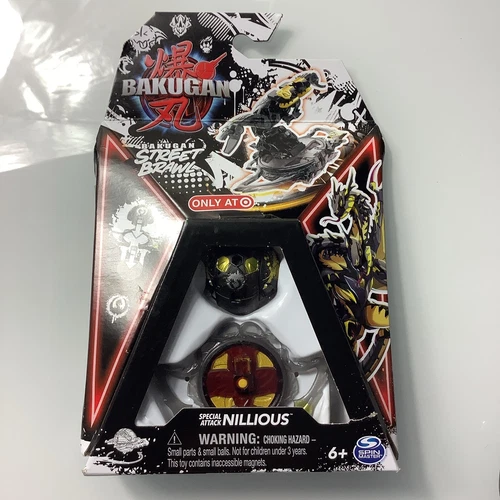 爆丸
BAKUGAN
BAKUGAN
STREET
BRAWL
ONLY AT
SPECIAL
ATTACK NILLIOUS™
WARNING: CHOKING HAZARD –
Small parts & small balls. Not for children under 3 years.
This toy contains inaccessible magnets.
6+
SPIN
MASTER